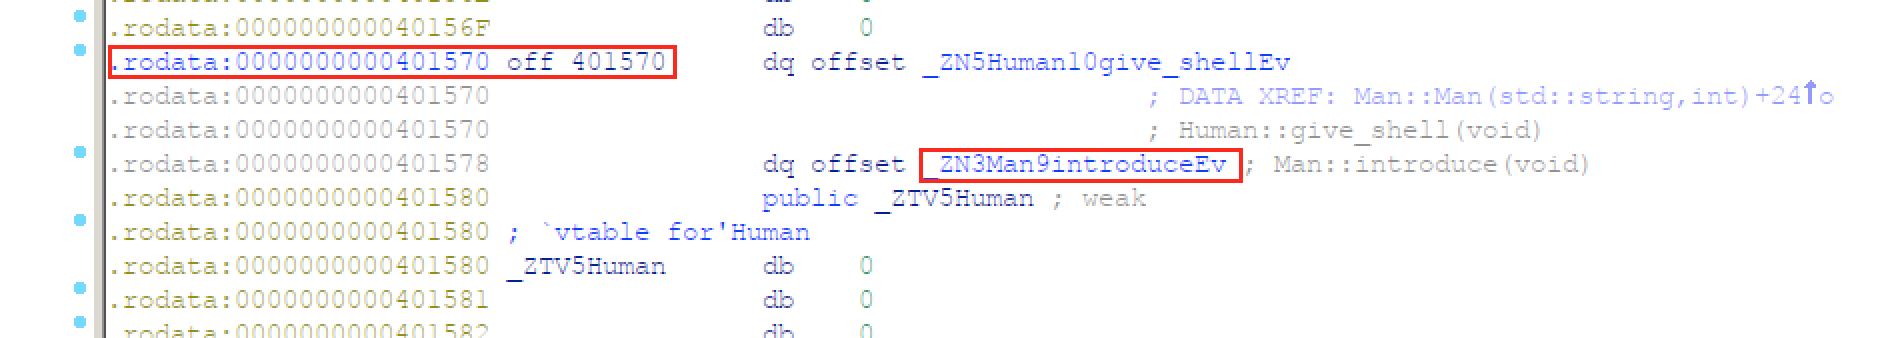 .rodata:000000000040156F db 0
.rodata:0000000000401570 off_401570 dq offset _ZN5Human10give_shellEv
.rodata:0000000000401570 ; DATA XREF: Man::Man(std::string,int)+24↑o
.rodata:0000000000401570 ; Human::give_shell(void)
.rodata:0000000000401578 dq offset _ZN3Man9introduceEv ; Man::introduce(void)
.rodata:0000000000401580 public _ZTV5Human ; weak
.rodata:0000000000401580 ; `vtable for'Human
.rodata:0000000000401580 _ZTV5Human db 0
.rodata:0000000000401581 db 0
.rodata:0000000000401582 db 0